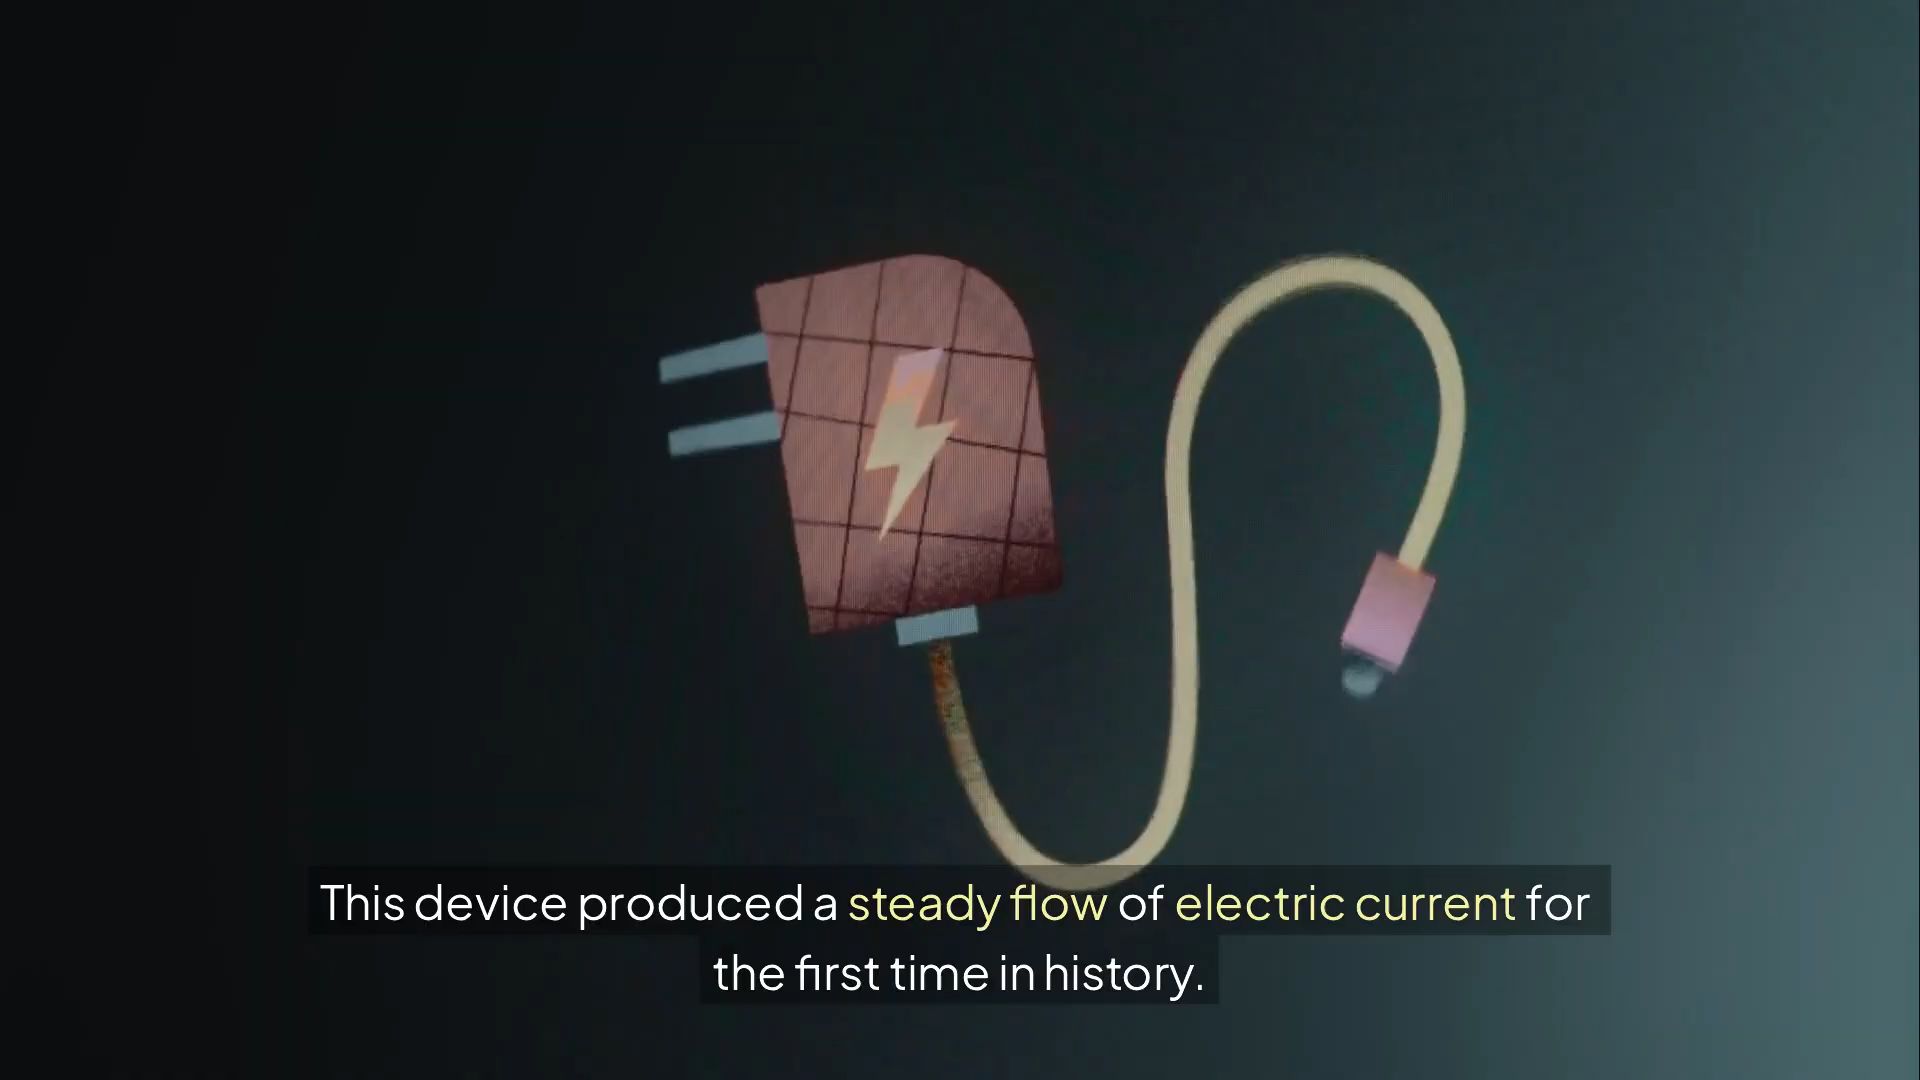 This device produced a steady flow of electric current for
the first time in history.